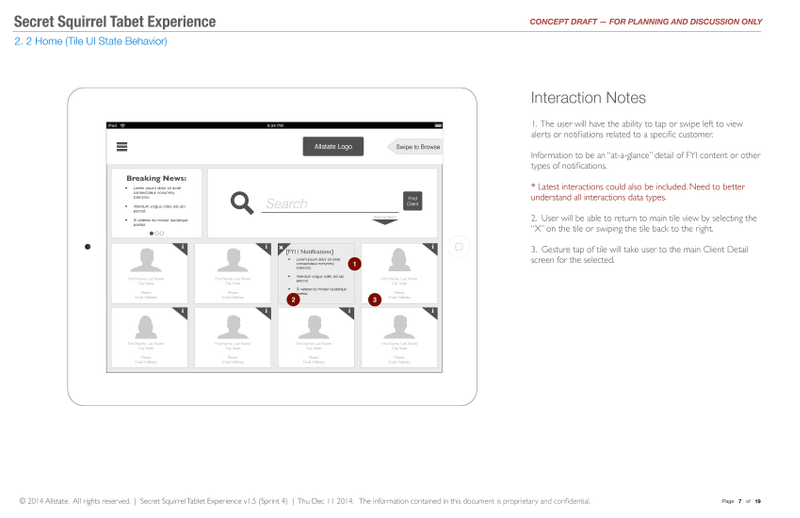 Secret Squirrel Tabet Experience
CONCEPT DRAFT — FOR PLANNING AND DISCUSSION ONLY
2. 2 Home (Tile UI State Behavior)
Interaction Notes
1. The user will have the ability to tap or swipe left to view
alerts or notifiations related to a specific customer.
Information to be an “at-a-glance” detail of FYI content or other
types of notifications.
* Latest interactions could also be included. Need to better
understand all interactions data types.
2. User will be able to return to main tile view by selecting the
“X” on the tile or swiping the tile back to the right.
3. Gesture tap of tile will take user to the main Client Detail
screen for the selected.
iPad
8:34 PM
Allstate Logo
Swipe to Browse
Breaking News:
Lorem ipsum dolor sit amet
consectetuer nonummy
Interdum volgus videt, est ubi
peccat.
Si veteres ita miratur laudatque
poetas
Search
Find
Client
[FYI / Notifications]
Lorem ipsum dolor sit amet
consectetuer nonummy
Interdum volgus videt, est ubi
peccat.
Si veteres ita miratur laudatque
poetas
1
2
3
First Name, Last Name
City, State
Phone
Email Address
First Name, Last Name
City, State
Phone
Email Address
First Name, Last Name
City, State
Phone
Email Address
First Name, Last Name
City, State
Phone
Email Address
First Name, Last Name
City, State
Phone
Email Address
First Name, Last Name
City, State
Phone
Email Address
First Name, Last Name
City, State
Phone
Email Address
© 2014 Allstate. All rights reserved. | Secret Squirrel Tablet Experience v1.5 (Sprint 4) | Thu Dec 11 2014. The information contained in this document is proprietary and confidential.
Page 7 of 19